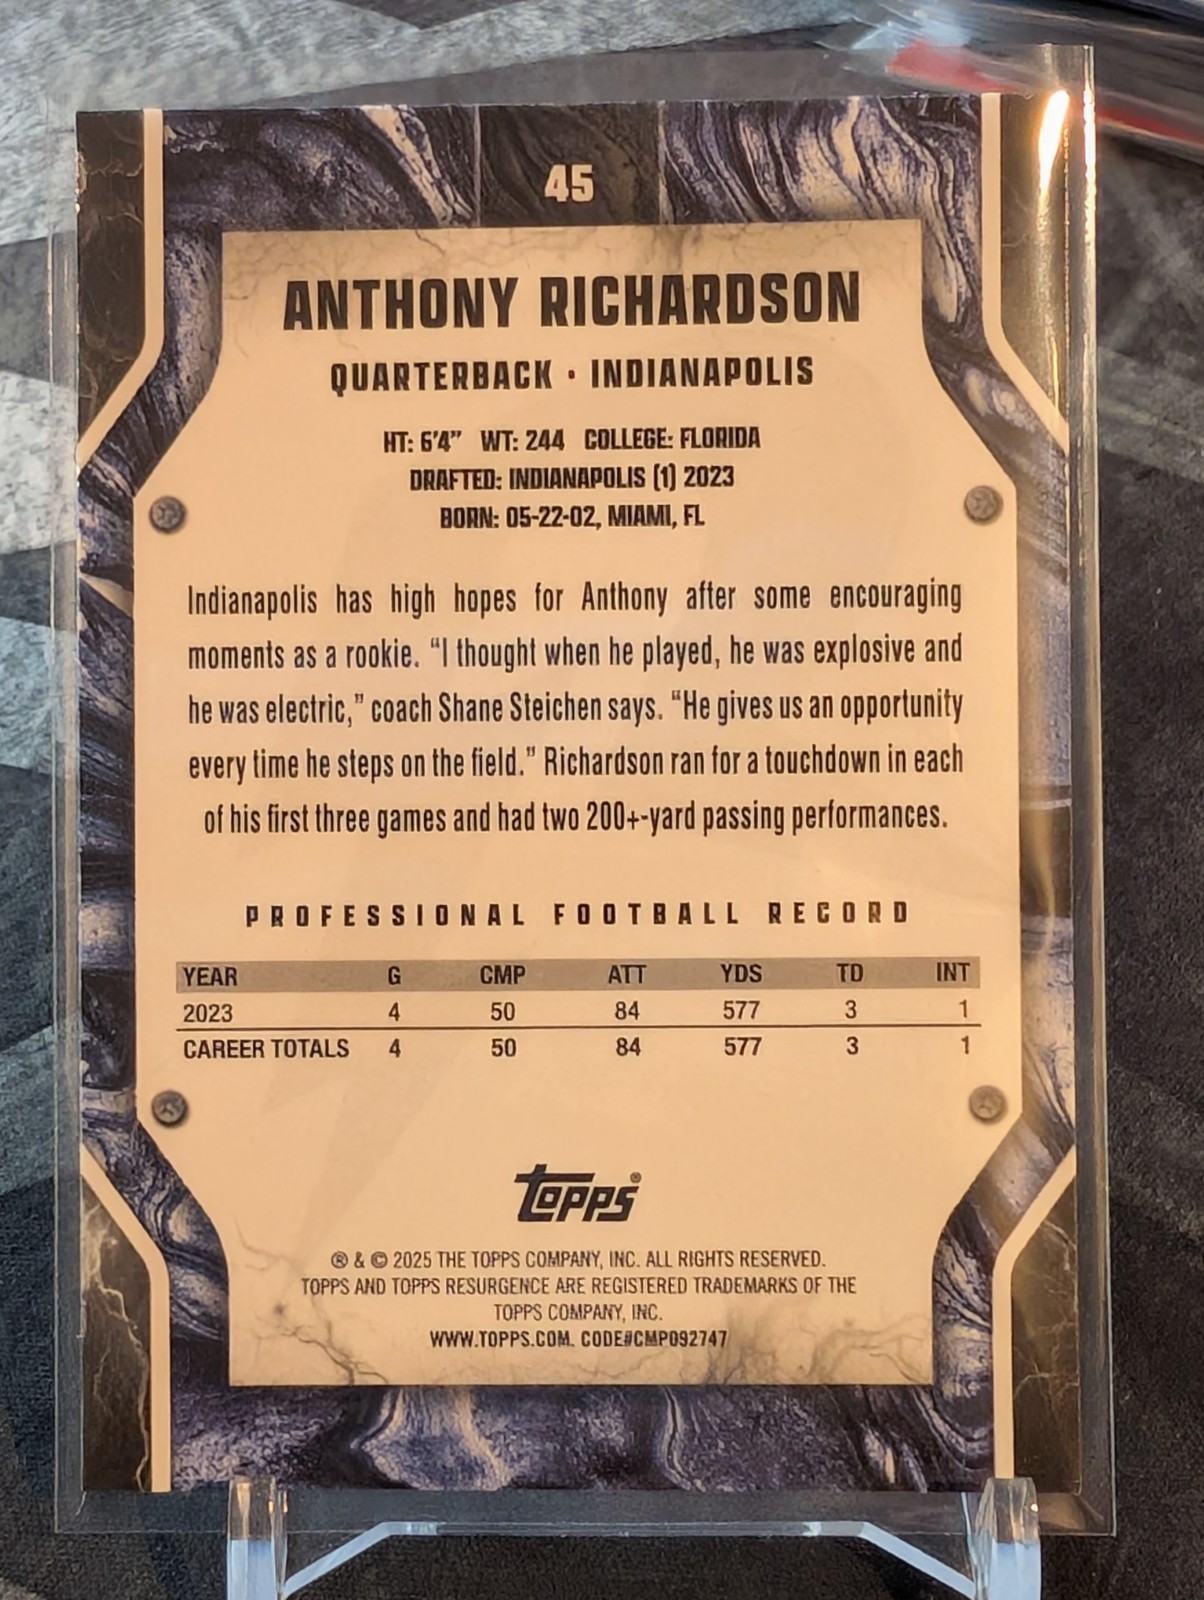 45
ANTHONY RICHARDSON
QUARTERBACK · INDIANAPOLIS
HT: 6'4" WT: 244 COLLEGE: FLORIDA
DRAFTED: INDIANAPOLIS (1) 2023
BORN: 05-22-02, MIAMI, FL
Indianapolis has high hopes for Anthony after some encouraging
moments as a rookie. “I thought when he played, he was explosive and
he was electric,” coach Shane Steichen says. “He gives us an opportunity
every time he steps on the field.” Richardson ran for a touchdown in each
of his first three games and had two 200+-yard passing performances.
PROFESSIONAL FOOTBALL RECORD
YEAR G CMP ATT YDS TD INT
2023 4 50 84 577 3 1
CAREER TOTALS 4 50 84 577 3 1
topps®
® & © 2025 THE TOPPS COMPANY, INC. ALL RIGHTS RESERVED.
TOPPS AND TOPPS RESURGENCE ARE REGISTERED TRADEMARKS OF THE
TOPPS COMPANY, INC.
WWW.TOPPS.COM. CODE#CMP092747